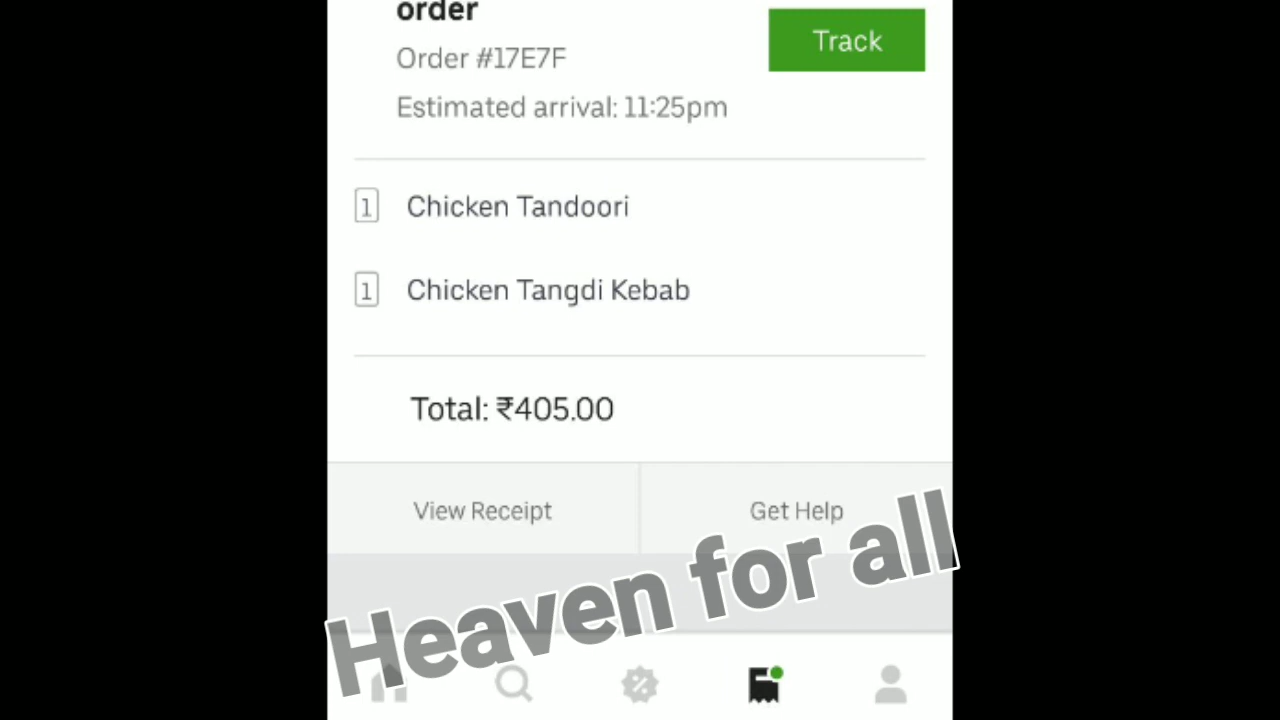 order
Track
Order #17E7F
Estimated arrival: 11:25pm
1 Chicken Tandoori
1 Chicken Tangdi Kebab
Total: ₹405.00
View Receipt
Get Help
Heaven for all